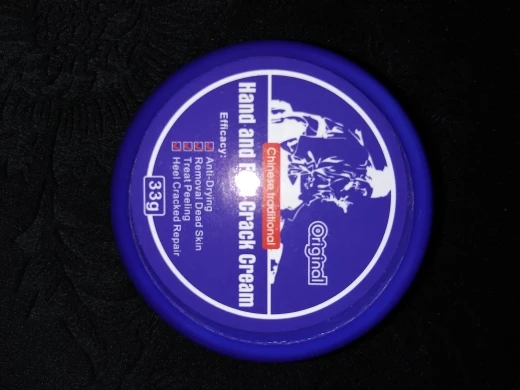 Original
Chinese traditional
Hand and Crack Cream
Efficacy:
Anti-Drying
Removal Dead Skin
Treat Peeling
Heel Cracked Repair
33g